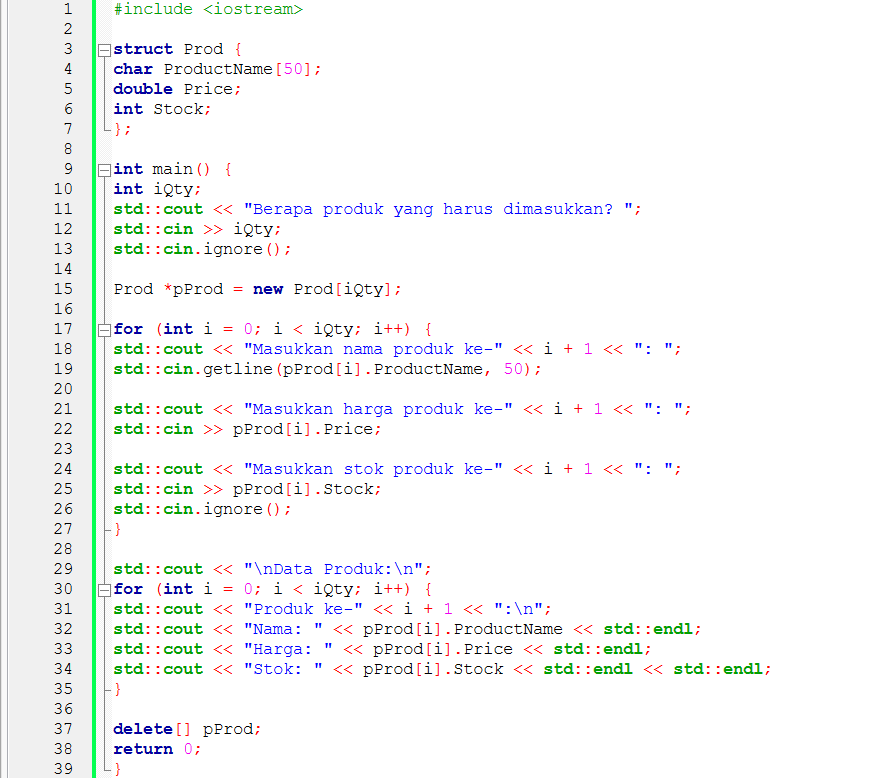 1 #include <iostream>
2
3 struct Prod {
4 char ProductName[50];
5 double Price;
6 int Stock;
7 };
8
9 int main() {
10 int iQty;
11 std::cout << "Berapa produk yang harus dimasukkan? ";
12 std::cin >> iQty;
13 std::cin.ignore();
14
15 Prod *pProd = new Prod[iQty];
16
17 for (int i = 0; i < iQty; i++) {
18 std::cout << "Masukkan nama produk ke-" << i + 1 << ": ";
19 std::cin.getline(pProd[i].ProductName, 50);
20
21 std::cout << "Masukkan harga produk ke-" << i + 1 << ": ";
22 std::cin >> pProd[i].Price;
23
24 std::cout << "Masukkan stok produk ke-" << i + 1 << ": ";
25 std::cin >> pProd[i].Stock;
26 std::cin.ignore();
27 }
28
29 std::cout << "\nData Produk:\n";
30 for (int i = 0; i < iQty; i++) {
31 std::cout << "Produk ke-" << i + 1 << ":\n";
32 std::cout << "Nama: " << pProd[i].ProductName << std::endl;
33 std::cout << "Harga: " << pProd[i].Price << std::endl;
34 std::cout << "Stok: " << pProd[i].Stock << std::endl << std::endl;
35 }
36
37 delete[] pProd;
38 return 0;
39 }